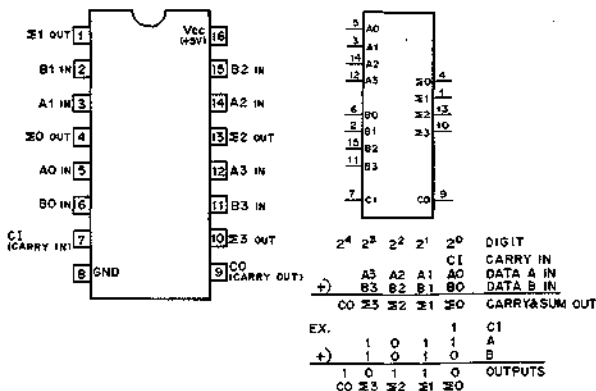 Σ1 OUT 1
Vcc (+5V) 16
B1 IN 2
15 B2 IN
A1 IN 3
14 A2 IN
Σ0 OUT 4
13 Σ2 OUT
A0 IN 5
12 A3 IN
B0 IN 6
11 B3 IN
CI (CARRY IN) 7
10 Σ3 OUT
8 GND
9 CO (CARRY OUT)
5 A0
3 A1
14 A2
12 A3
Σ0 4
Σ1 1
6 B0
Σ2 13
2 B1
Σ3 10
15 B2
11 B3
7 CI
CO 9
2⁴ 2³ 2² 2¹ 2⁰ DIGIT
CI CARRY IN
A3 A2 A1 A0 DATA A IN
+) B3 B2 B1 B0 DATA B IN
CO Σ3 Σ2 Σ1 Σ0 CARRY&SUM OUT
EX. 1 CI
1 0 1 1 A
+) 1 0 1 0 B
1 0 1 1 0 OUTPUTS
CO Σ3 Σ2 Σ1 Σ0